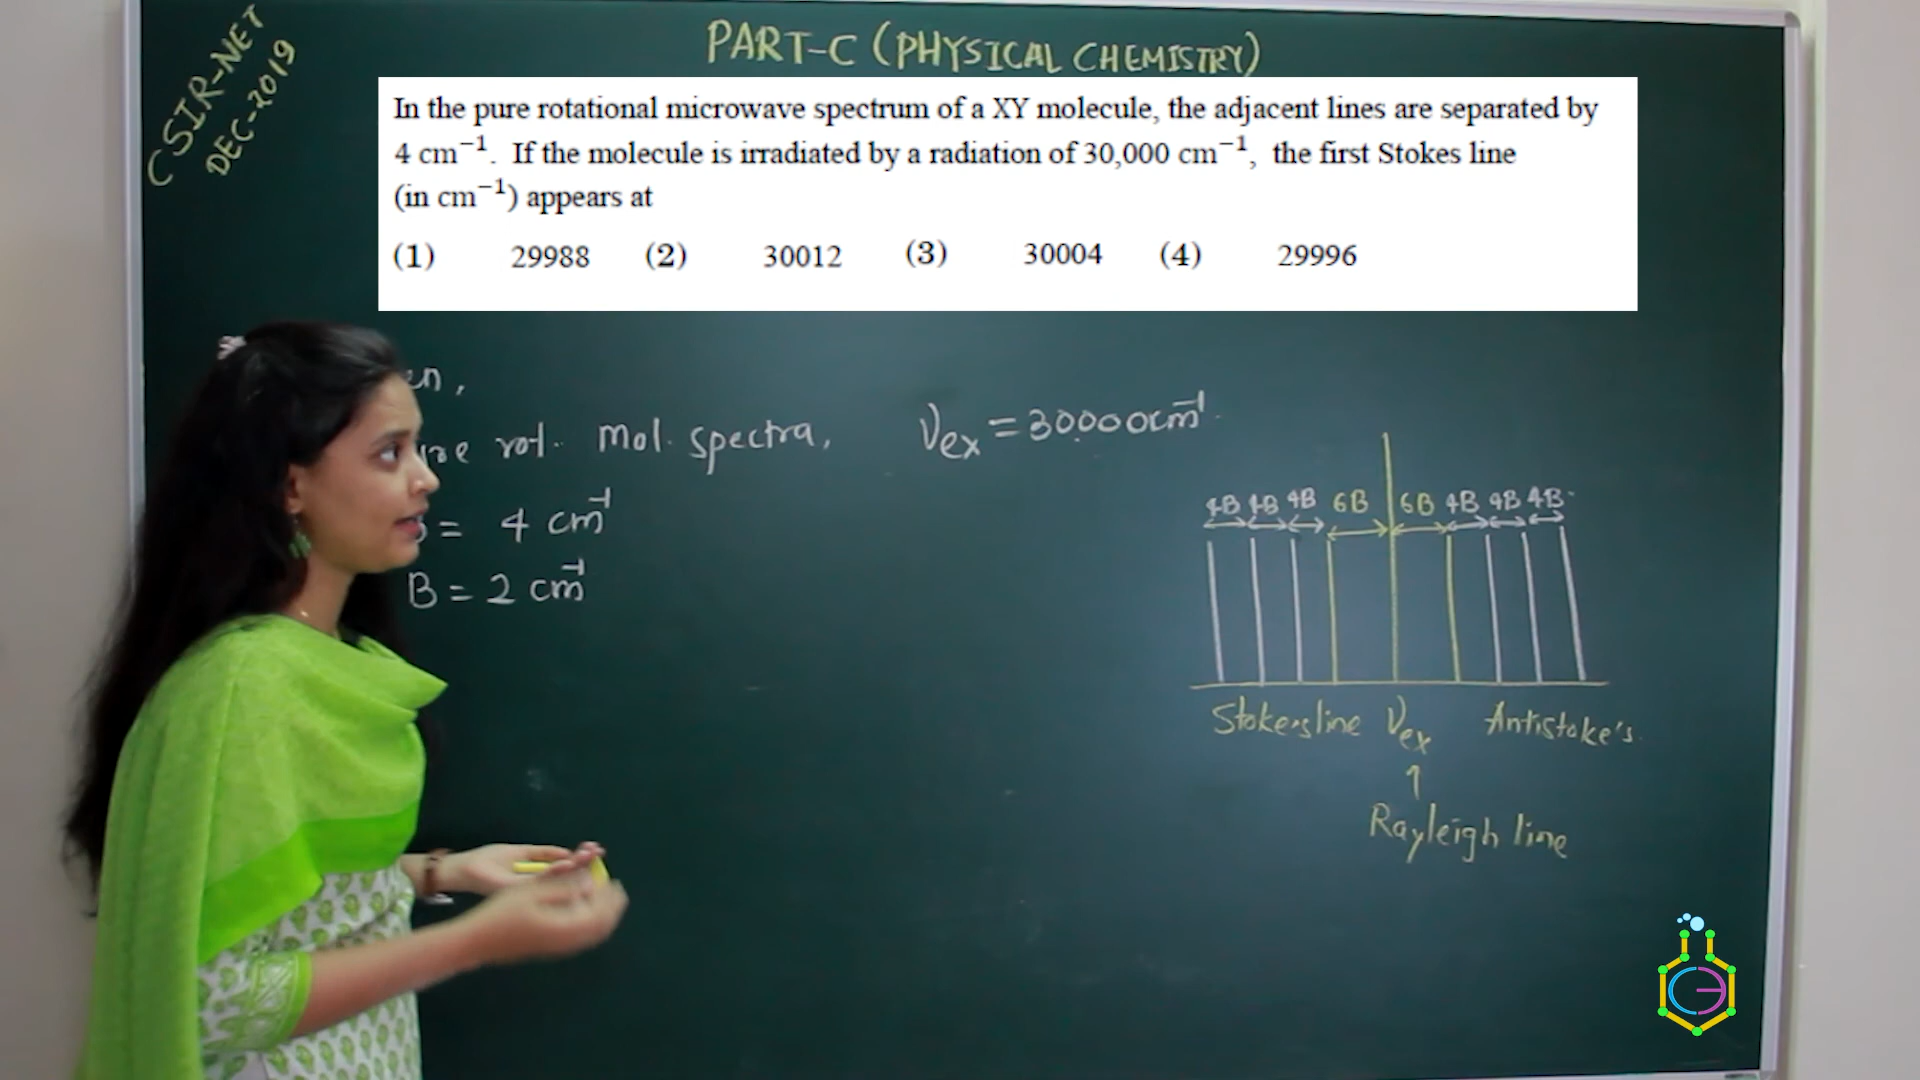 CSIR-NET
DEC-2019
PART-C (PHYSICAL CHEMISTRY)
In the pure rotational microwave spectrum of a XY molecule, the adjacent lines are separated by
4 cm⁻¹. If the molecule is irradiated by a radiation of 30,000 cm⁻¹, the first Stokes line
(in cm⁻¹) appears at
(1) 29988 (2) 30012 (3) 30004 (4) 29996
en,
rot. Mol. spectra, νex = 30000cm⁻¹.
= 4 cm⁻¹
B = 2 cm⁻¹
4B 4B 4B 6B 6B 4B 4B 4B
Stoke's line νex Antistoke's
↑
Rayleigh line